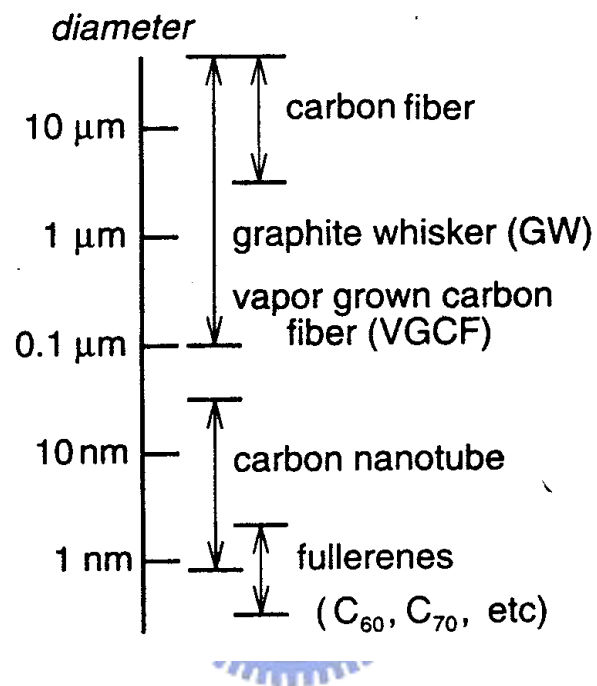 diameter
10 μm
carbon fiber
1 μm
graphite whisker (GW)
vapor grown carbon
fiber (VGCF)
0.1 μm
10 nm
carbon nanotube
1 nm
fullerenes
(C₆₀, C₇₀, etc)